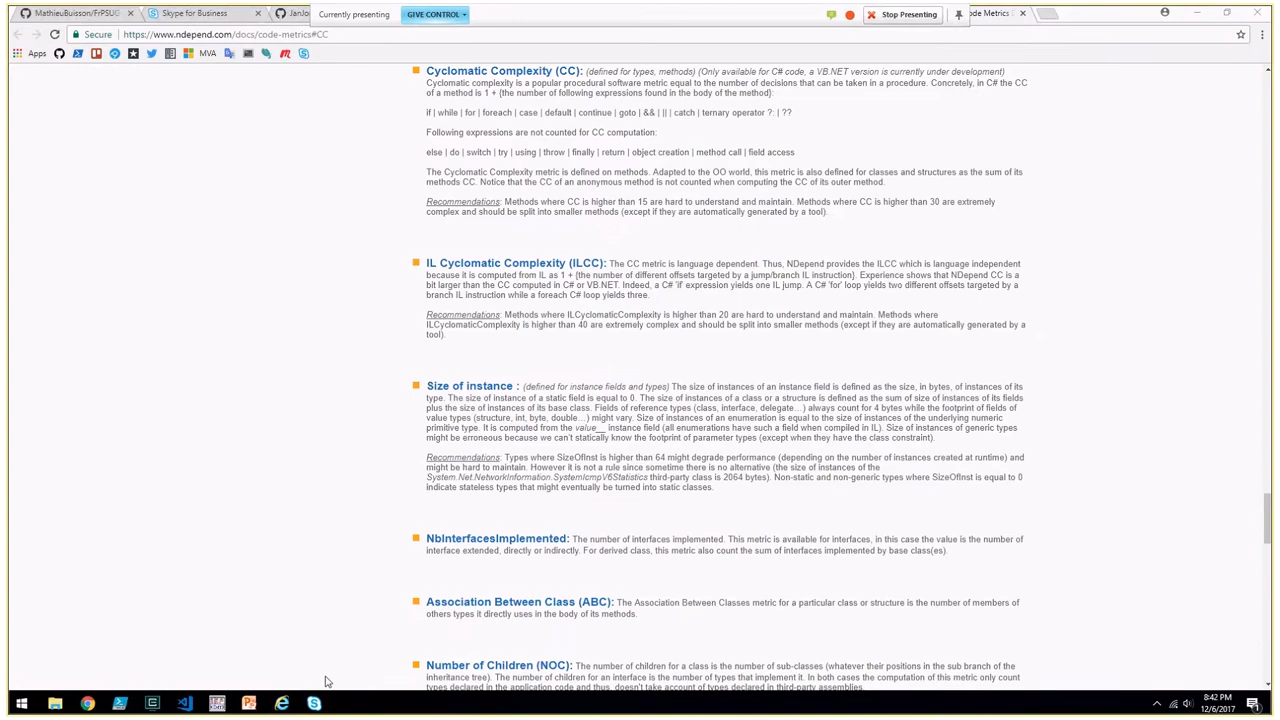 MathieuBuisson/FrPSUG
Skype for Business
JanJo
Currently presenting
GIVE CONTROL
Stop Presenting
ode Metrics D
Secure
https://www.ndepend.com/docs/code-metrics#CC
Apps
MVA
Cyclomatic Complexity (CC): (defined for types, methods) (Only available for C# code, a VB.NET version is currently under development)
Cyclomatic complexity is a popular procedural software metric equal to the number of decisions that can be taken in a procedure. Concretely, in C# the CC
of a method is 1 + {the number of following expressions found in the body of the method}:
if | while | for | foreach | case | default | continue | goto | && | || | catch | ternary operator ?: | ??
Following expressions are not counted for CC computation:
else | do | switch | try | using | throw | finally | return | object creation | method call | field access
The Cyclomatic Complexity metric is defined on methods. Adapted to the OO world, this metric is also defined for classes and structures as the sum of its
methods CC. Notice that the CC of an anonymous method is not counted when computing the CC of its outer method.
Recommendations: Methods where CC is higher than 15 are hard to understand and maintain. Methods where CC is higher than 30 are extremely
complex and should be split into smaller methods (except if they are automatically generated by a tool).
IL Cyclomatic Complexity (ILCC): The CC metric is language dependent. Thus, NDepend provides the ILCC which is language independent
because it is computed from IL as 1 + {the number of different offsets targeted by a jump/branch IL instruction}. Experience shows that NDepend CC is a
bit larger than the CC computed in C# or VB.NET. Indeed, a C# 'if' expression yields one IL jump. A C# 'for' loop yields two different offsets targeted by a
branch IL instruction while a foreach C# loop yields three.
Recommendations: Methods where ILCyclomaticComplexity is higher than 20 are hard to understand and maintain. Methods where
ILCyclomaticComplexity is higher than 40 are extremely complex and should be split into smaller methods (except if they are automatically generated by a
tool).
Size of instance : (defined for instance fields and types) The size of instances of an instance field is defined as the size, in bytes, of instances of its
type. The size of instance of a static field is equal to 0. The size of instances of a class or a structure is defined as the sum of size of instances of its fields
plus the size of instances of its base class. Fields of reference types (class, interface, delegate...) always count for 4 bytes while the footprint of fields of
value types (structure, int, byte, double...) might vary. Size of instances of an enumeration is equal to the size of instances of the underlying numeric
primitive type. It is computed from the value__ instance field (all enumerations have such a field when compiled in IL). Size of instances of generic types
might be erroneous because we can't statically know the footprint of parameter types (except when they have the class constraint).
Recommendations: Types where SizeOfInst is higher than 64 might degrade performance (depending on the number of instances created at runtime) and
might be hard to maintain. However it is not a rule since sometime there is no alternative (the size of instances of the
System.Net.NetworkInformation.SystemIcmpV6Statistics third-party class is 2064 bytes). Non-static and non-generic types where SizeOfInst is equal to 0
indicate stateless types that might eventually be turned into static classes.
NbInterfacesImplemented: The number of interfaces implemented. This metric is available for interfaces, in this case the value is the number of
interface extended, directly or indirectly. For derived class, this metric also count the sum of interfaces implemented by base class(es).
Association Between Class (ABC): The Association Between Classes metric for a particular class or structure is the number of members of
others types it directly uses in the body of its methods.
Number of Children (NOC): The number of children for a class is the number of sub-classes (whatever their positions in the sub branch of the
inheritance tree). The number of children for an interface is the number of types that implement it. In both cases the computation of this metric only count
types declared in the application code and thus, doesn't take account of types declared in third-party assemblies.
8:42 PM
12/6/2017